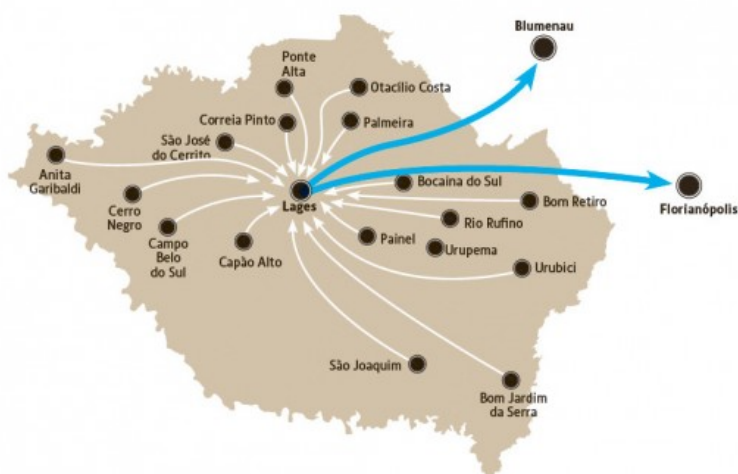 Blumenau
Ponte
Alta
Otacílio Costa
Correia Pinto
Palmeira
São José
do Cerrito
Anita
Garibaldi
Bocaina do Sul
Cerro
Negro
Lages
Bom Retiro
Florianópolis
Rio Rufino
Campo
Belo
do Sul
Capão Alto
Painel
Urupema
Urubici
São Joaquim
Bom Jardim
da Serra